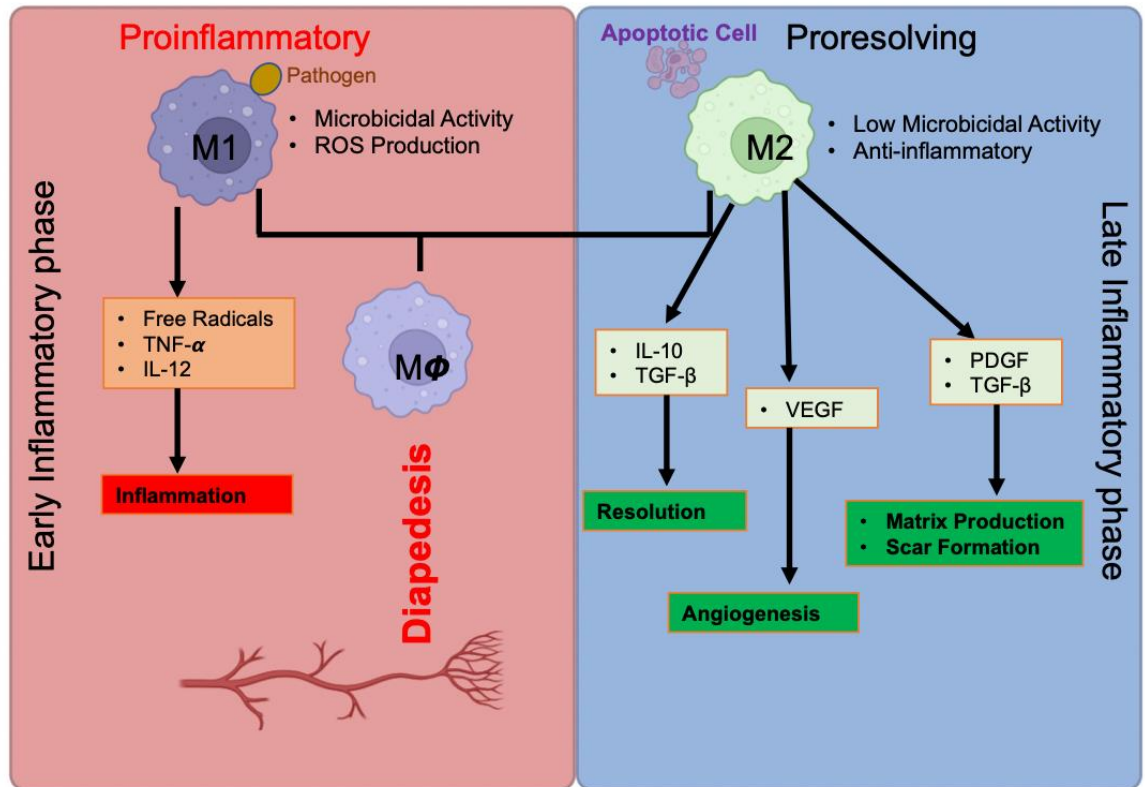 Proinflammatory
Pathogen
M1
• Microbicidal Activity
• ROS Production
Early Inflammatory phase
• Free Radicals
• TNF-α
• IL-12
Inflammation
MΦ
Diapedesis
Apoptotic Cell
Proresolving
M2
• Low Microbicidal Activity
• Anti-inflammatory
Late Inflammatory phase
• IL-10
• TGF-β
• VEGF
• PDGF
• TGF-β
Resolution
• Matrix Production
• Scar Formation
Angiogenesis